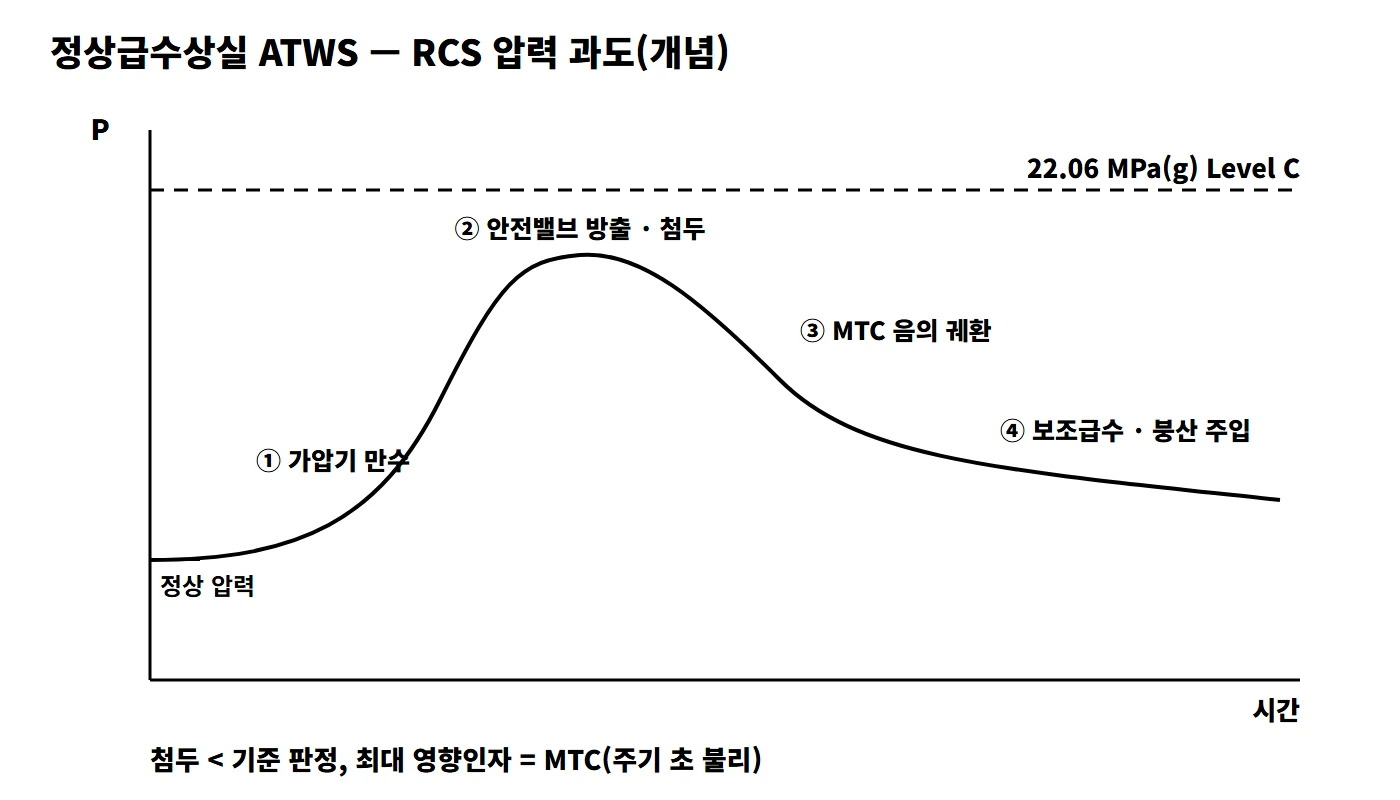 정상급수상실 ATWS — RCS 압력 과도(개념)
P
22.06 MPa(g) Level C
② 안전밸브 방출 · 첨두
③ MTC 음의 궤환
④ 보조급수 · 붕산 주입
① 가압기 만수
정상 압력
시간
첨두 < 기준 판정, 최대 영향인자 = MTC(주기 초 불리)